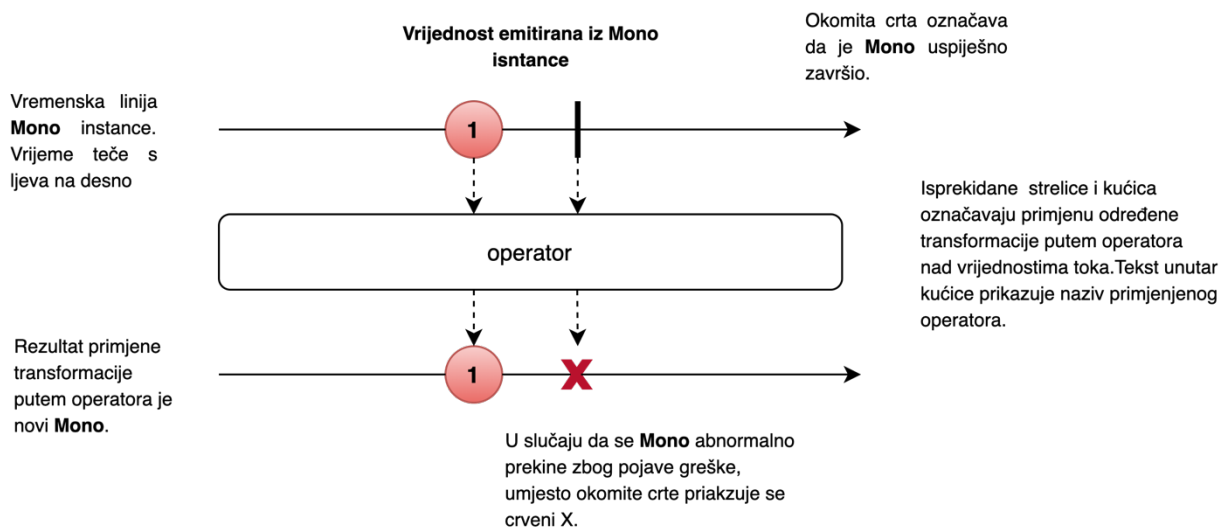 Vrijednost emitirana iz Mono
isntance
Okomita crta označava
da je Mono uspiješno
završio.
Vremenska linija
Mono instance.
Vrijeme teče s
ljeva na desno
1
Isprekidane strelice i kućica
označavaju primjenu određene
transformacije putem operatora
nad vrijednostima toka.Tekst unutar
kućice prikazuje naziv primjenjenog
operatora.
operator
Rezultat primjene
transformacije
putem operatora je
novi Mono.
1
X
U slučaju da se Mono abnormalno
prekine zbog pojave greške,
umjesto okomite crte priakzuje se
crveni X.